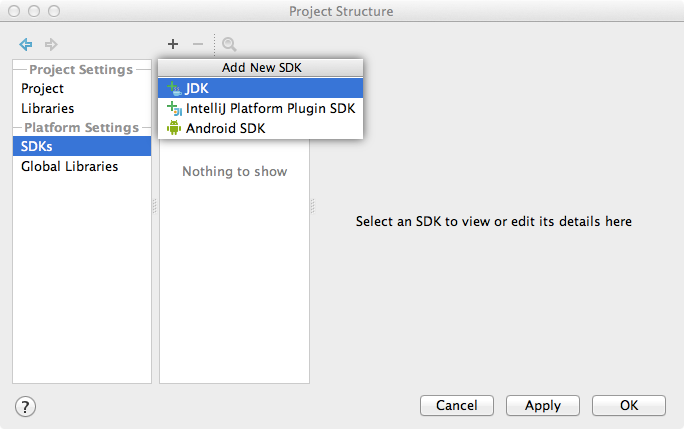 Project Structure
Add New SDK
Project Settings
JDK
Project
IntelliJ Platform Plugin SDK
Libraries
Android SDK
Platform Settings
SDKs
Global Libraries
Nothing to show
Select an SDK to view or edit its details here
?
Cancel
Apply
OK